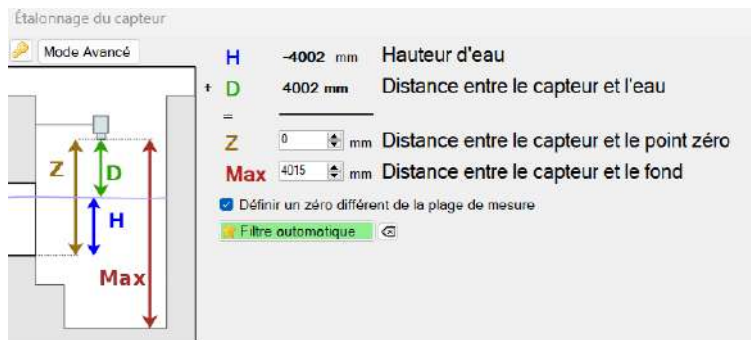 Étalonnage du capteur
Mode Avancé
H -4002 mm Hauteur d'eau
+ D 4002 mm Distance entre le capteur et l'eau
=
Z 0 mm Distance entre le capteur et le point zéro
Max 4015 mm Distance entre le capteur et le fond
Définir un zéro différent de la plage de mesure
Filtre automatique
Z D
H
Max